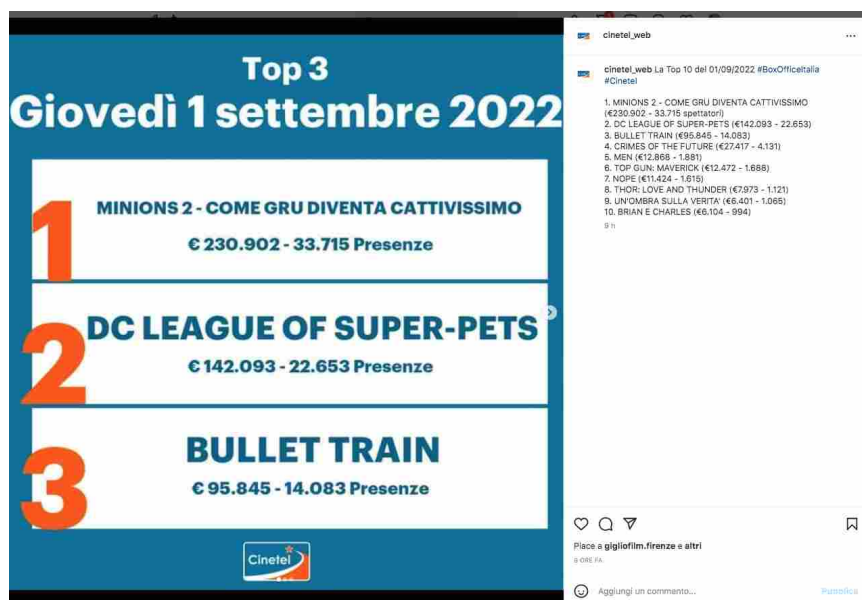 Top 3
Giovedì 1 settembre 2022
1
MINIONS 2 - COME GRU DIVENTA CATTIVISSIMO
€ 230.902 - 33.715 Presenze
2
DC LEAGUE OF SUPER-PETS
€ 142.093 - 22.653 Presenze
3
BULLET TRAIN
€ 95.845 - 14.083 Presenze
Cinetel
cinetel_web
cinetel_web La Top 10 del 01/09/2022 #BoxOfficeItalia
#Cinetel
1. MINIONS 2 - COME GRU DIVENTA CATTIVISSIMO
(€230.902 - 33.715 spettatori)
2. DC LEAGUE OF SUPER-PETS (€142.093 - 22.653)
3. BULLET TRAIN (€95.845 - 14.083)
4. CRIMES OF THE FUTURE (€27.417 - 4.131)
5. MEN (€12.868 - 1.881)
6. TOP GUN: MAVERICK (€12.472 - 1.688)
7. NOPE (€11.424 - 1.615)
8. THOR: LOVE AND THUNDER (€7.973 - 1.121)
9. UN'OMBRA SULLA VERITA' (€6.401 - 1.065)
10. BRIAN E CHARLES (€6.104 - 994)
9 h
Piace a gigliofilm.firenze e altri
9 ORE FA
Aggiungi un commento...
Pubblica